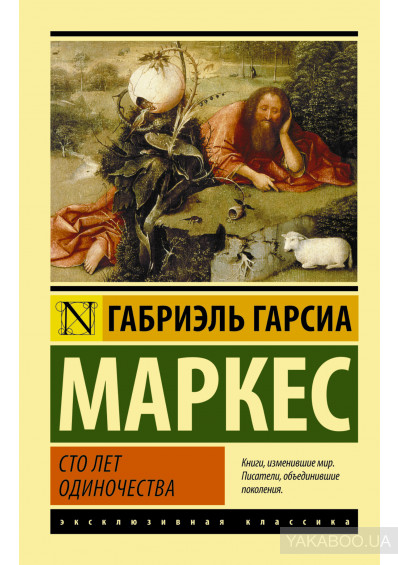 N
ГАБРИЭЛЬ ГАРСИА
МАРКЕС
СТО ЛЕТ
ОДИНОЧЕСТВА
Книги, изменившие мир.
Писатели, объединившие
поколения.
эксклюзивная классика
YAKABOO.UA